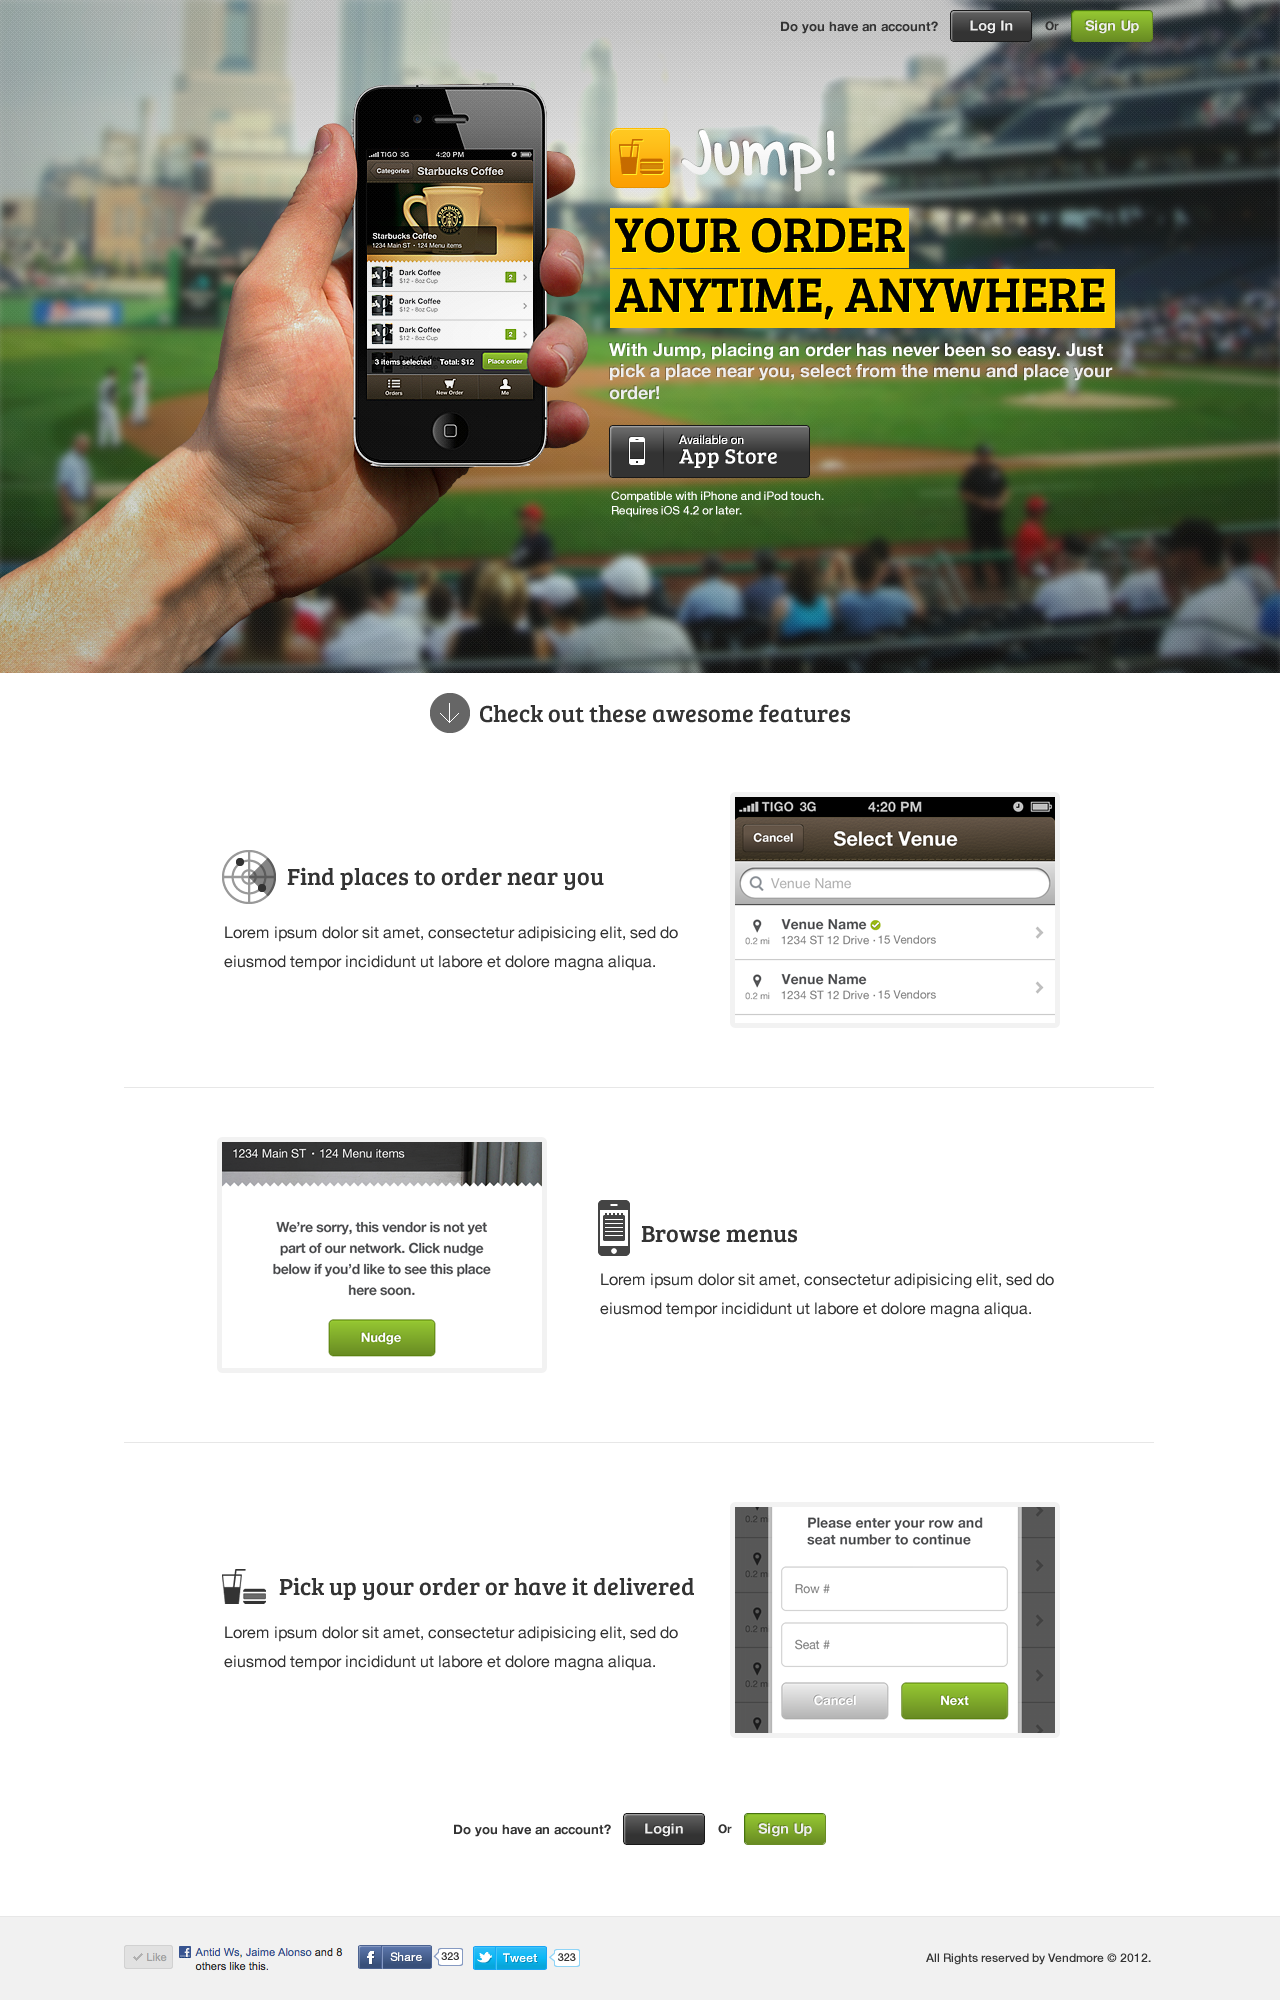 Do you have an account?
Log In
Or
Sign Up
Jump!
TIGO 3G 4:20 PM
Categories
Starbucks Coffee
Starbucks Coffee
1234 Main ST · 124 Menu items
Dark Coffee
$12 - 8oz Cup
2
Dark Coffee
$12 - 8oz Cup
Dark Coffee
$12 - 8oz Cup
2
3 items selected Total: $12
Place order
Orders
New Order
Me
YOUR ORDER
ANYTIME, ANYWHERE
With Jump, placing an order has never been so easy. Just
pick a place near you, select from the menu and place your
order!
Available on
App Store
Compatible with iPhone and iPod touch.
Requires iOS 4.2 or later.
Check out these awesome features
Find places to order near you
Lorem ipsum dolor sit amet, consectetur adipisicing elit, sed do
eiusmod tempor incididunt ut labore et dolore magna aliqua.
TIGO 3G 4:20 PM
Cancel
Select Venue
Venue Name
Venue Name
0.2 mi 1234 ST 12 Drive · 15 Vendors
Venue Name
0.2 mi 1234 ST 12 Drive · 15 Vendors
1234 Main ST · 124 Menu items
We're sorry, this vendor is not yet
part of our network. Click nudge
below if you'd like to see this place
here soon.
Nudge
Browse menus
Lorem ipsum dolor sit amet, consectetur adipisicing elit, sed do
eiusmod tempor incididunt ut labore et dolore magna aliqua.
Pick up your order or have it delivered
Lorem ipsum dolor sit amet, consectetur adipisicing elit, sed do
eiusmod tempor incididunt ut labore et dolore magna aliqua.
0.2 m
0.2 m
0.2 m
0.2 m
Please enter your row and
seat number to continue
Row #
Seat #
Cancel
Next
Do you have an account?
Login
Or
Sign Up
Like
Antid Ws, Jaime Alonso and 8
others like this.
Share
323
Tweet
323
All Rights reserved by Vendmore © 2012.